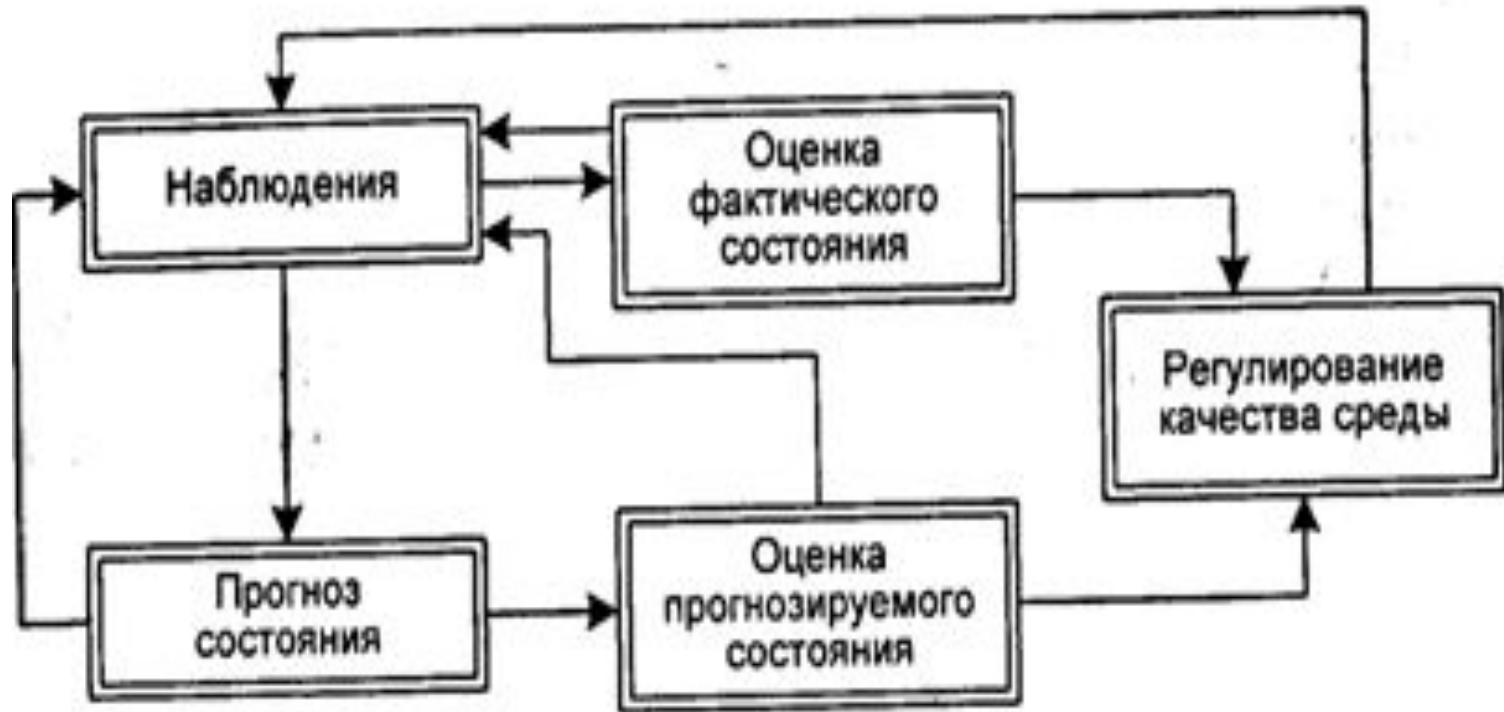 Наблюдения
Оценка
фактического
состояния
Регулирование
качества среды
Прогноз
состояния
Оценка
прогнозируемого
состояния